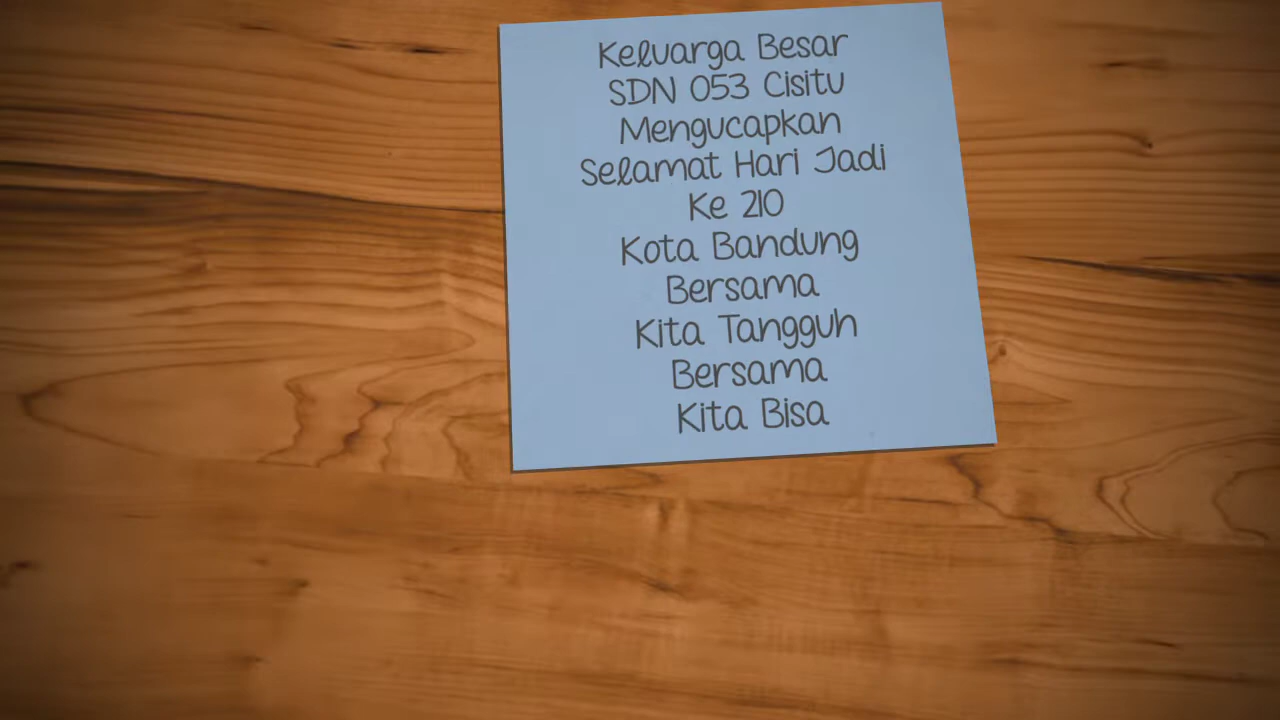 Keluarga Besar
SDN 053 Cisitu
Mengucapkan
Selamat Hari Jadi
Ke 210
Kota Bandung
Bersama
Kita Tangguh
Bersama
Kita Bisa